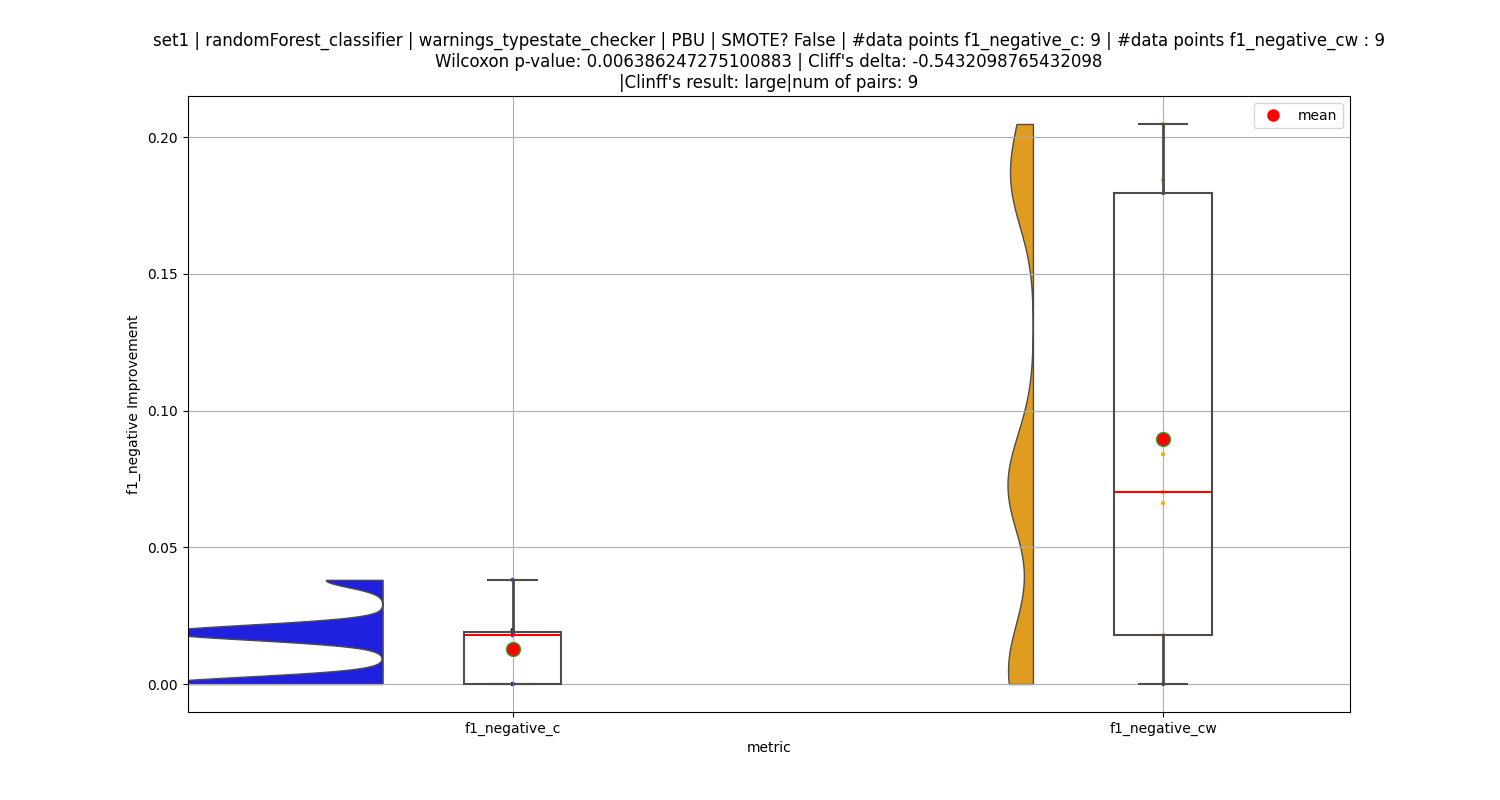 set1 | randomForest_classifier | warnings_typestate_checker | PBU | SMOTE? False | #data points f1_negative_c: 9 | #data points f1_negative_cw : 9
Wilcoxon p-value: 0.006386247275100883 | Cliff's delta: -0.5432098765432098
|Clinff's result: large|num of pairs: 9
mean
0.20
0.15
0.10
0.05
0.00
f1_negative Improvement
f1_negative_c
f1_negative_cw
metric